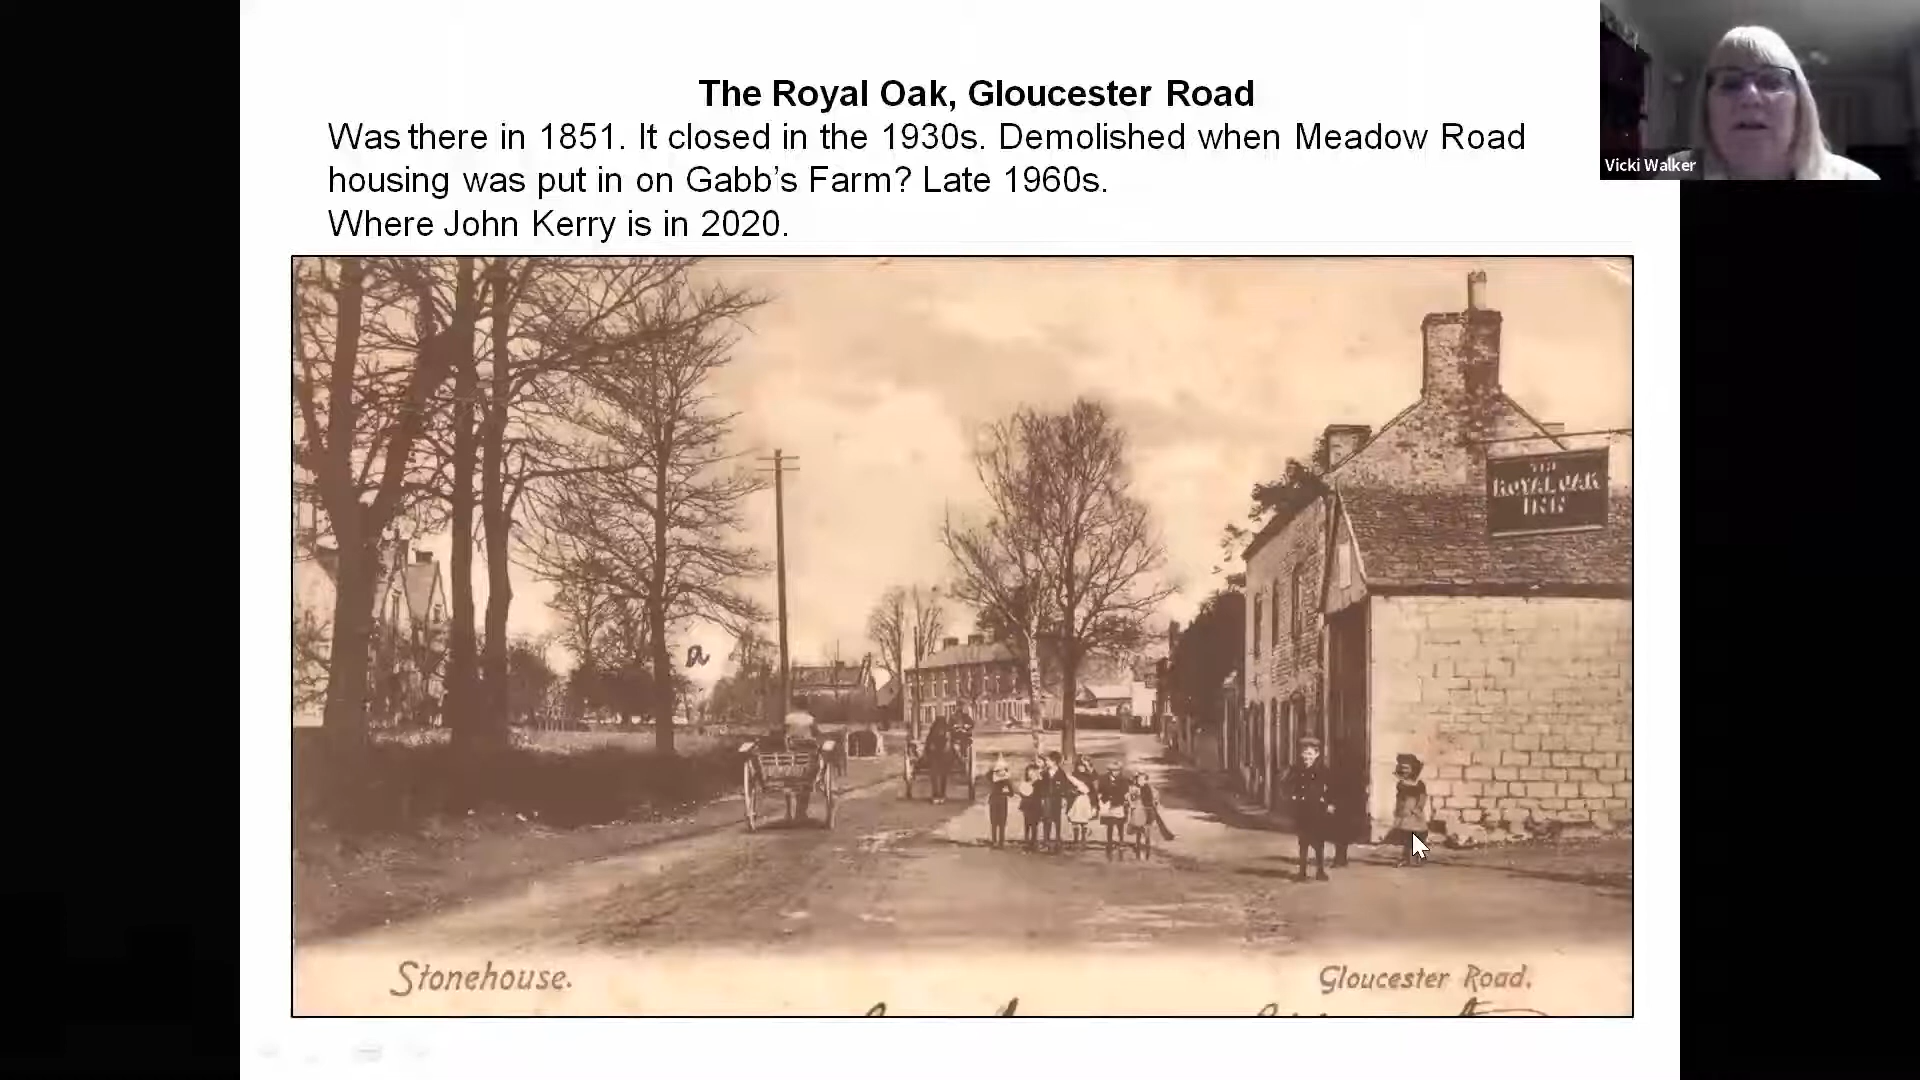 The Royal Oak, Gloucester Road
Was there in 1851. It closed in the 1930s. Demolished when Meadow Road
housing was put in on Gabb's Farm? Late 1960s.
Where John Kerry is in 2020.
Vicki Walker
THE
ROYAL OAK
INN
a
Stonehouse.
Gloucester Road.